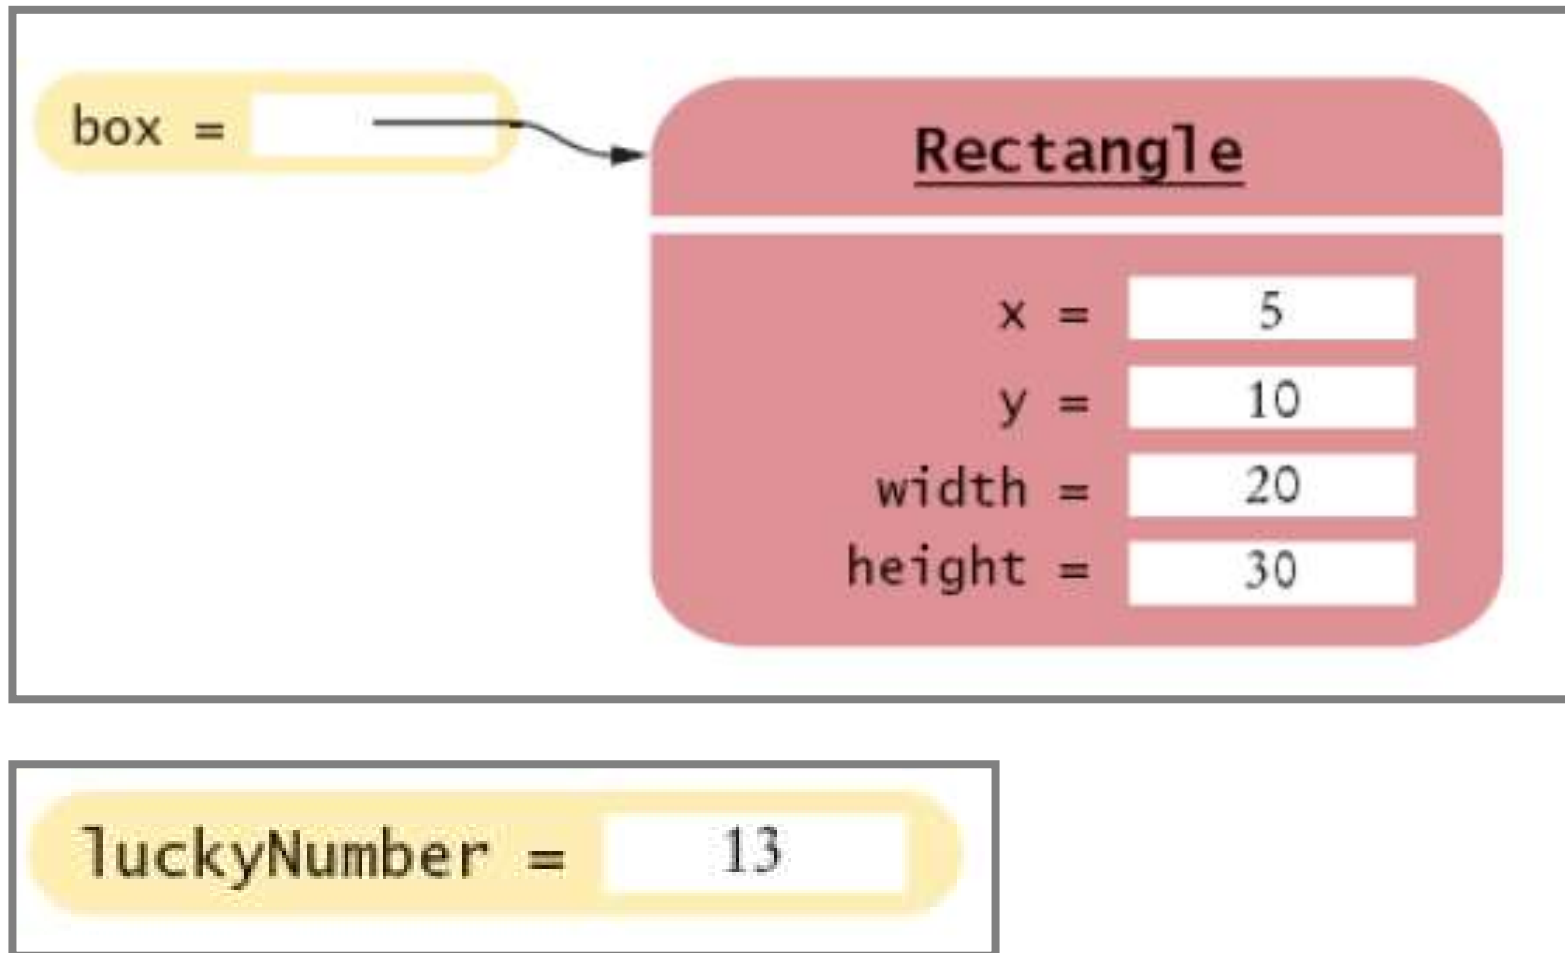 box =
Rectangle
x = 5
y = 10
width = 20
height = 30
luckyNumber = 13